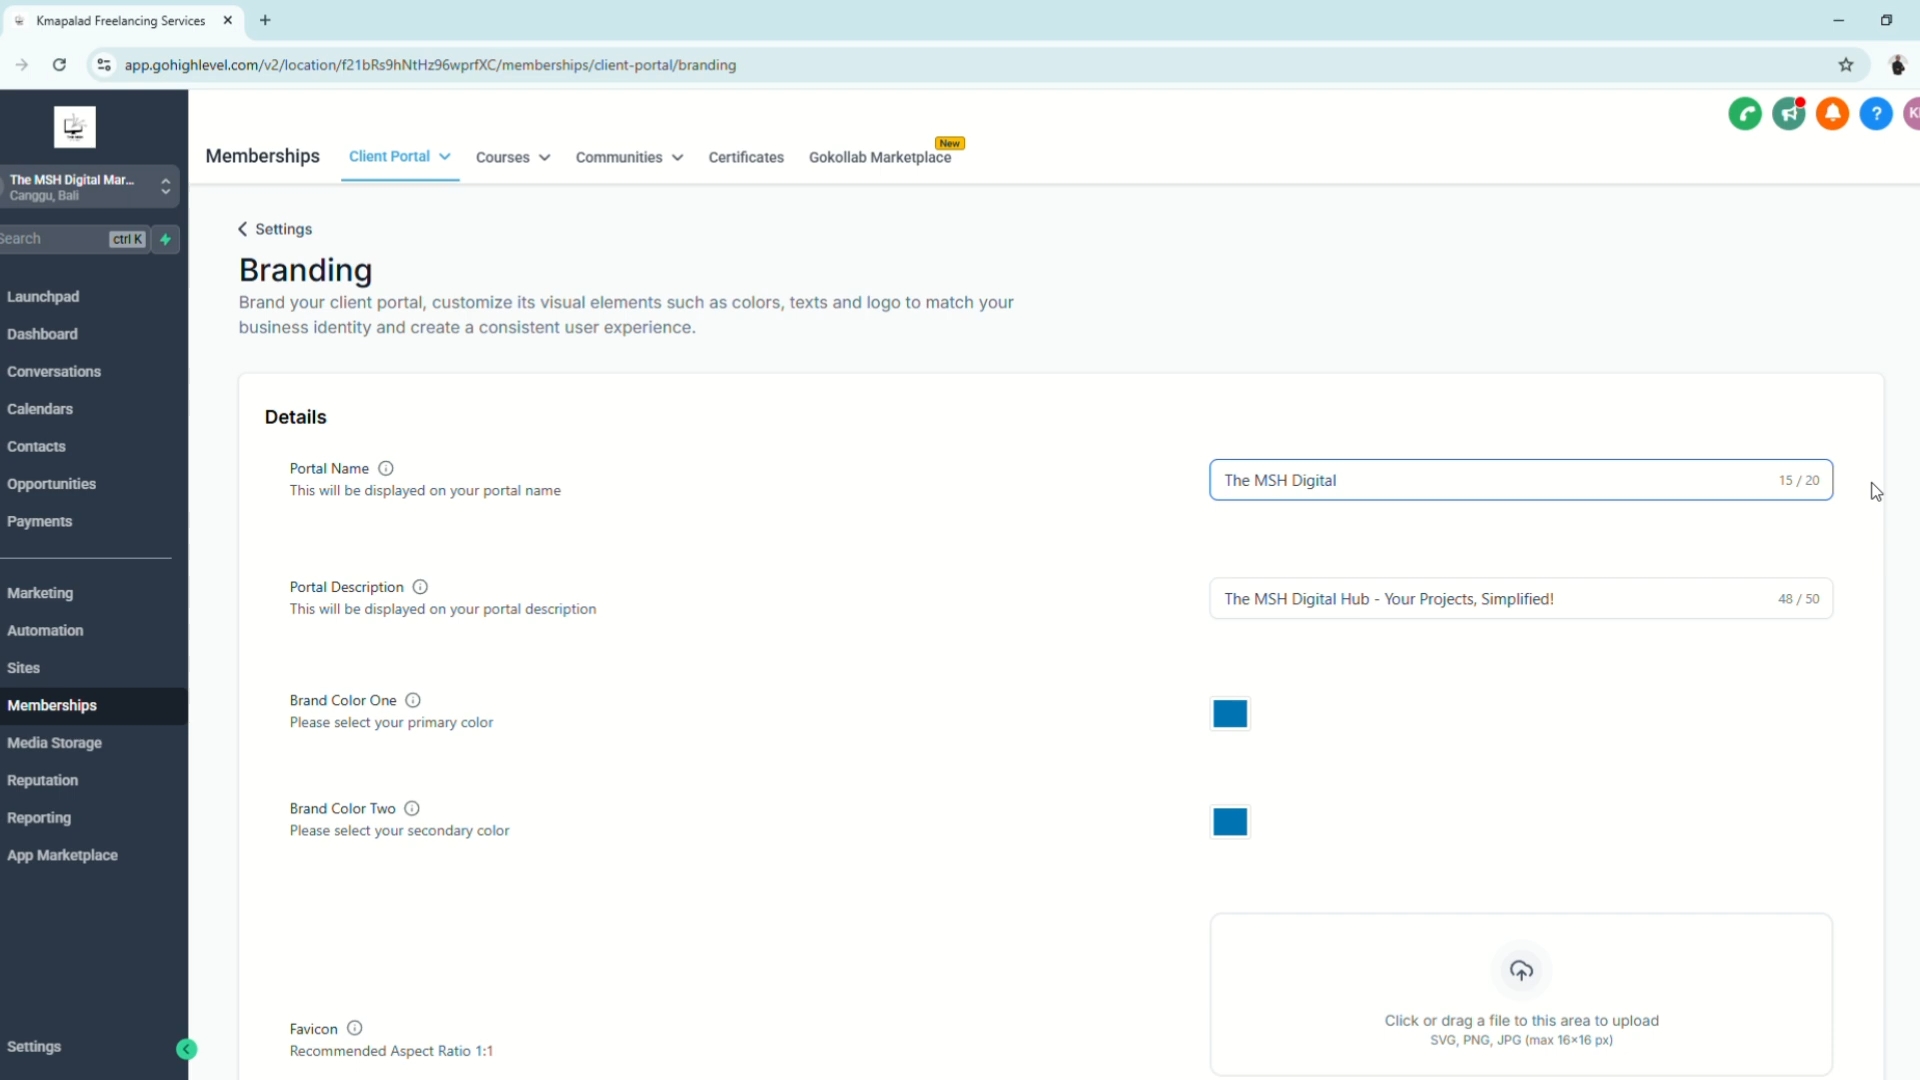 Kmapalad Freelancing Services
app.gohighlevel.com/v2/location/f21bRs9hNtHz96wprfXC/memberships/client-portal/branding
The MSH Digital Mar...
Canggu, Bali
Search
ctrl K
Launchpad
Dashboard
Conversations
Calendars
Contacts
Opportunities
Payments
Marketing
Automation
Sites
Memberships
Media Storage
Reputation
Reporting
App Marketplace
Settings
Memberships
Client Portal
Courses
Communities
Certificates
Gokollab Marketplace
New
?
Settings
Branding
Brand your client portal, customize its visual elements such as colors, texts and logo to match your
business identity and create a consistent user experience.
Details
Portal Name
This will be displayed on your portal name
The MSH Digital
15 / 20
Portal Description
This will be displayed on your portal description
The MSH Digital Hub - Your Projects, Simplified!
48 / 50
Brand Color One
Please select your primary color
Brand Color Two
Please select your secondary color
Favicon
Recommended Aspect Ratio 1:1
Click or drag a file to this area to upload
SVG, PNG, JPG (max 16×16 px)